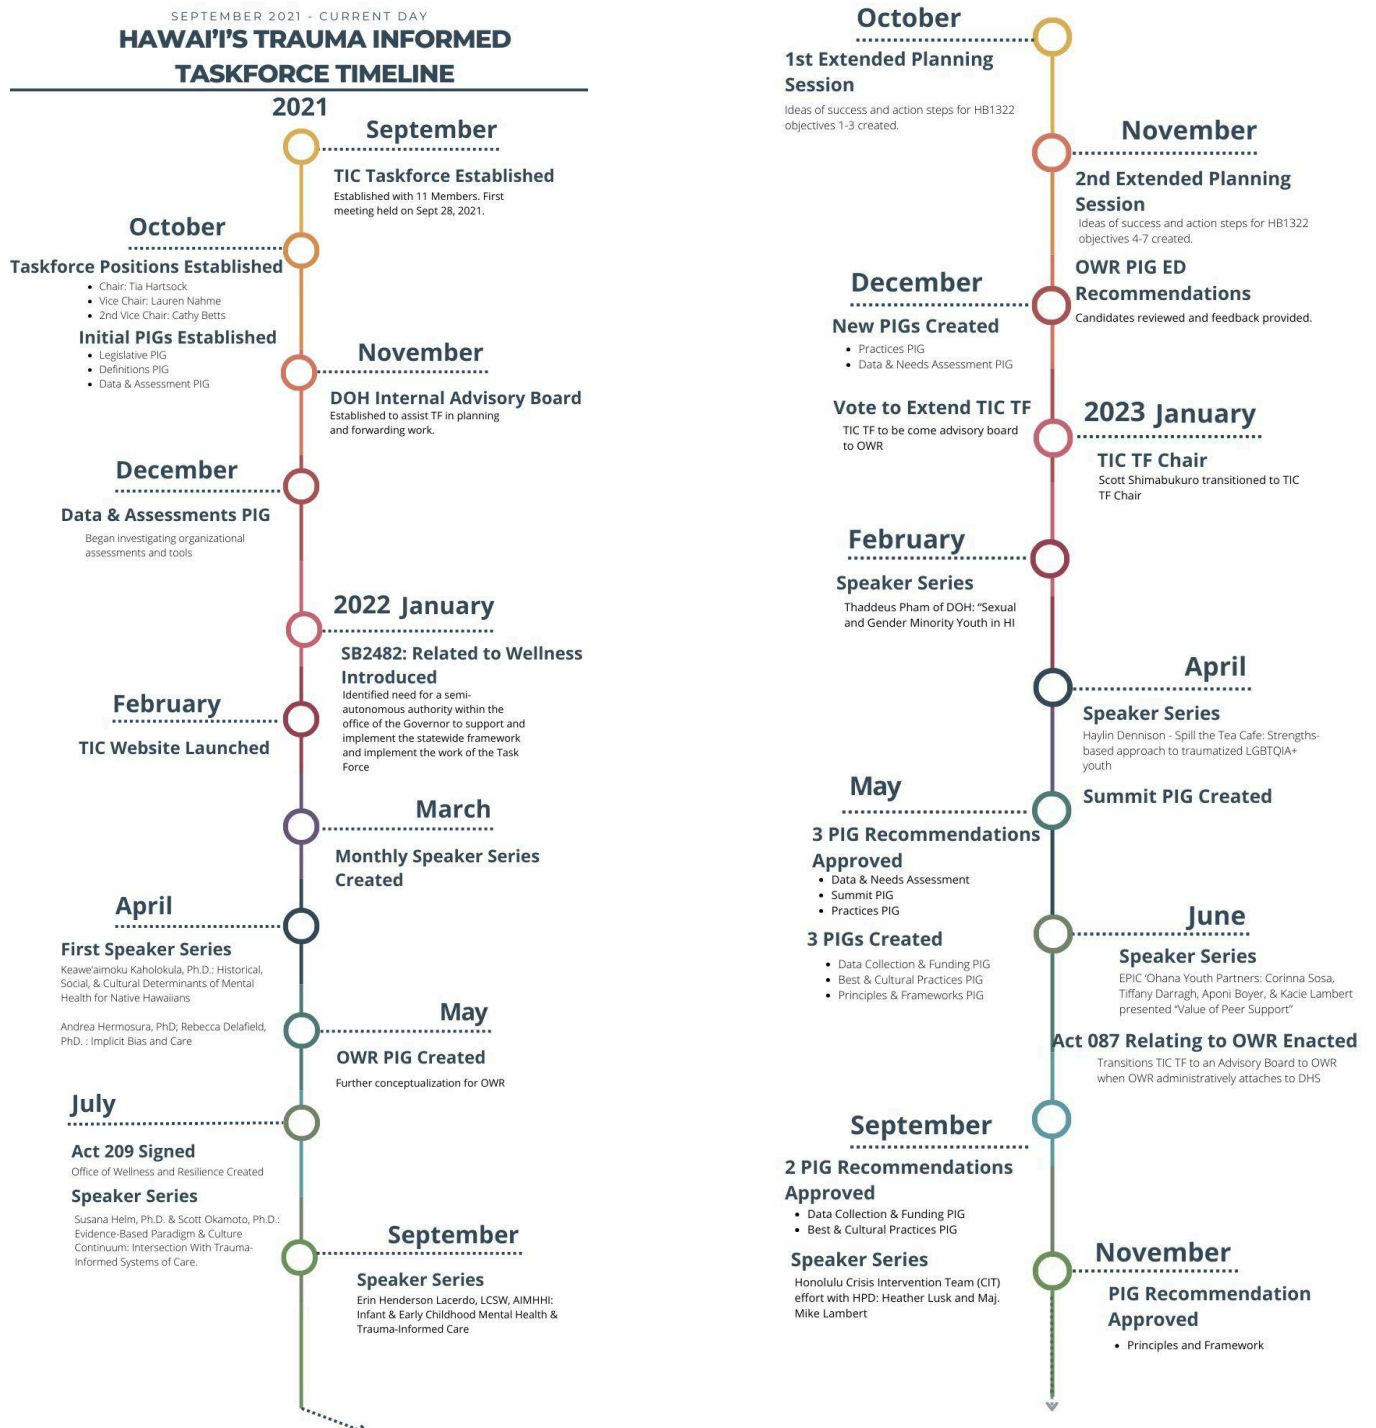 SEPTEMBER 2021 - CURRENT DAY
HAWAI'I'S TRAUMA INFORMED
TASKFORCE TIMELINE
2021
September
TIC Taskforce Established
Established with 11 Members. First
meeting held on Sept 28, 2021.
October
Taskforce Positions Established
• Chair: Tia Hartsock
• Vice Chair: Lauren Nahme
• 2nd Vice Chair: Cathy Betts
Initial PIGs Established
• Legislative PIG
• Definitions PIG
• Data & Assessment PIG
November
DOH Internal Advisory Board
Established to assist TF in planning
and forwarding work.
December
Data & Assessments PIG
Began investigating organizational
assessments and tools
2022 January
SB2482: Related to Wellness
Introduced
Identified need for a semi-
autonomous authority within the
office of the Governor to support and
implement the statewide framework
and implement the work of the Task
Force
February
TIC Website Launched
March
Monthly Speaker Series
Created
April
First Speaker Series
Keawe'aimoku Kaholokula, Ph.D.: Historical,
Social, & Cultural Determinants of Mental
Health for Native Hawaiians
Andrea Hermosura, PhD; Rebecca Delafield,
PhD. : Implicit Bias and Care
May
OWR PIG Created
Further conceptualization for OWR
July
Act 209 Signed
Office of Wellness and Resilience Created
Speaker Series
Susana Helm, Ph.D. & Scott Okamoto, Ph.D.:
Evidence-Based Paradigm & Culture
Continuum: Intersection With Trauma-
Informed Systems of Care.
September
Speaker Series
Erin Henderson Lacerdo, LCSW, AIMHHI:
Infant & Early Childhood Mental Health &
Trauma-Informed Care
October
1st Extended Planning
Session
Ideas of success and action steps for HB1322
objectives 1-3 created.
November
2nd Extended Planning
Session
Ideas of success and action steps for HB1322
objectives 4-7 created.
OWR PIG ED
Recommendations
Candidates reviewed and feedback provided.
December
New PIGs Created
• Practices PIG
• Data & Needs Assessment PIG
Vote to Extend TIC TF
TIC TF to be come advisory board
to OWR
2023 January
TIC TF Chair
Scott Shimabukuro transitioned to TIC
TF Chair
February
Speaker Series
Thaddeus Pham of DOH: "Sexual
and Gender Minority Youth in HI
April
Speaker Series
Haylin Dennison - Spill the Tea Cafe: Strengths-
based approach to traumatized LGBTQIA+
youth
Summit PIG Created
May
3 PIG Recommendations
Approved
• Data & Needs Assessment
• Summit PIG
• Practices PIG
3 PIGs Created
• Data Collection & Funding PIG
• Best & Cultural Practices PIG
• Principles & Frameworks PIG
June
Speaker Series
EPIC 'Ohana Youth Partners: Corinna Sosa,
Tiffany Darragh, Aponi Boyer, & Kacie Lambert
presented "Value of Peer Support"
Act 087 Relating to OWR Enacted
Transitions TIC TF to an Advisory Board to OWR
when OWR administratively attaches to DHS
September
2 PIG Recommendations
Approved
• Data Collection & Funding PIG
• Best & Cultural Practices PIG
Speaker Series
Honolulu Crisis Intervention Team (CIT)
effort with HPD: Heather Lusk and Maj.
Mike Lambert
November
PIG Recommendation
Approved
• Principles and Framework